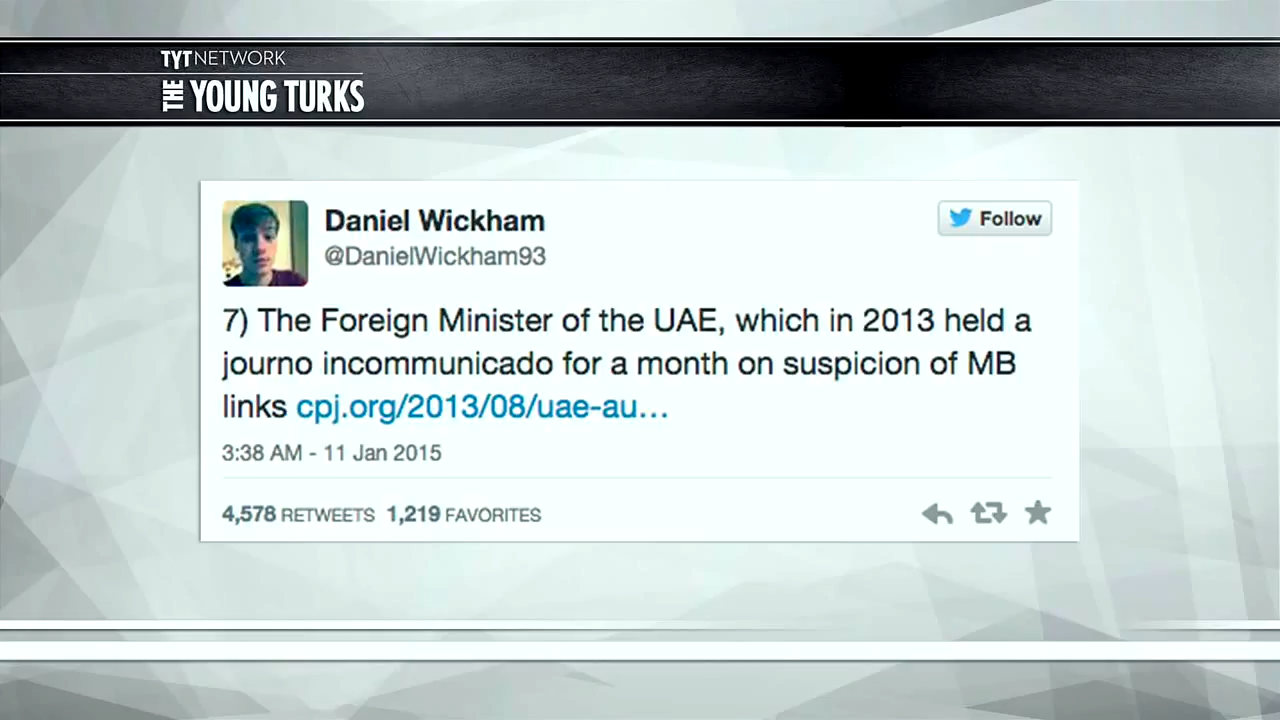 TYT NETWORK
THE YOUNG TURKS
Daniel Wickham
@DanielWickham93
Follow
7) The Foreign Minister of the UAE, which in 2013 held a
journo incommunicado for a month on suspicion of MB
links cpj.org/2013/08/uae-au...
3:38 AM - 11 Jan 2015
4,578 RETWEETS 1,219 FAVORITES